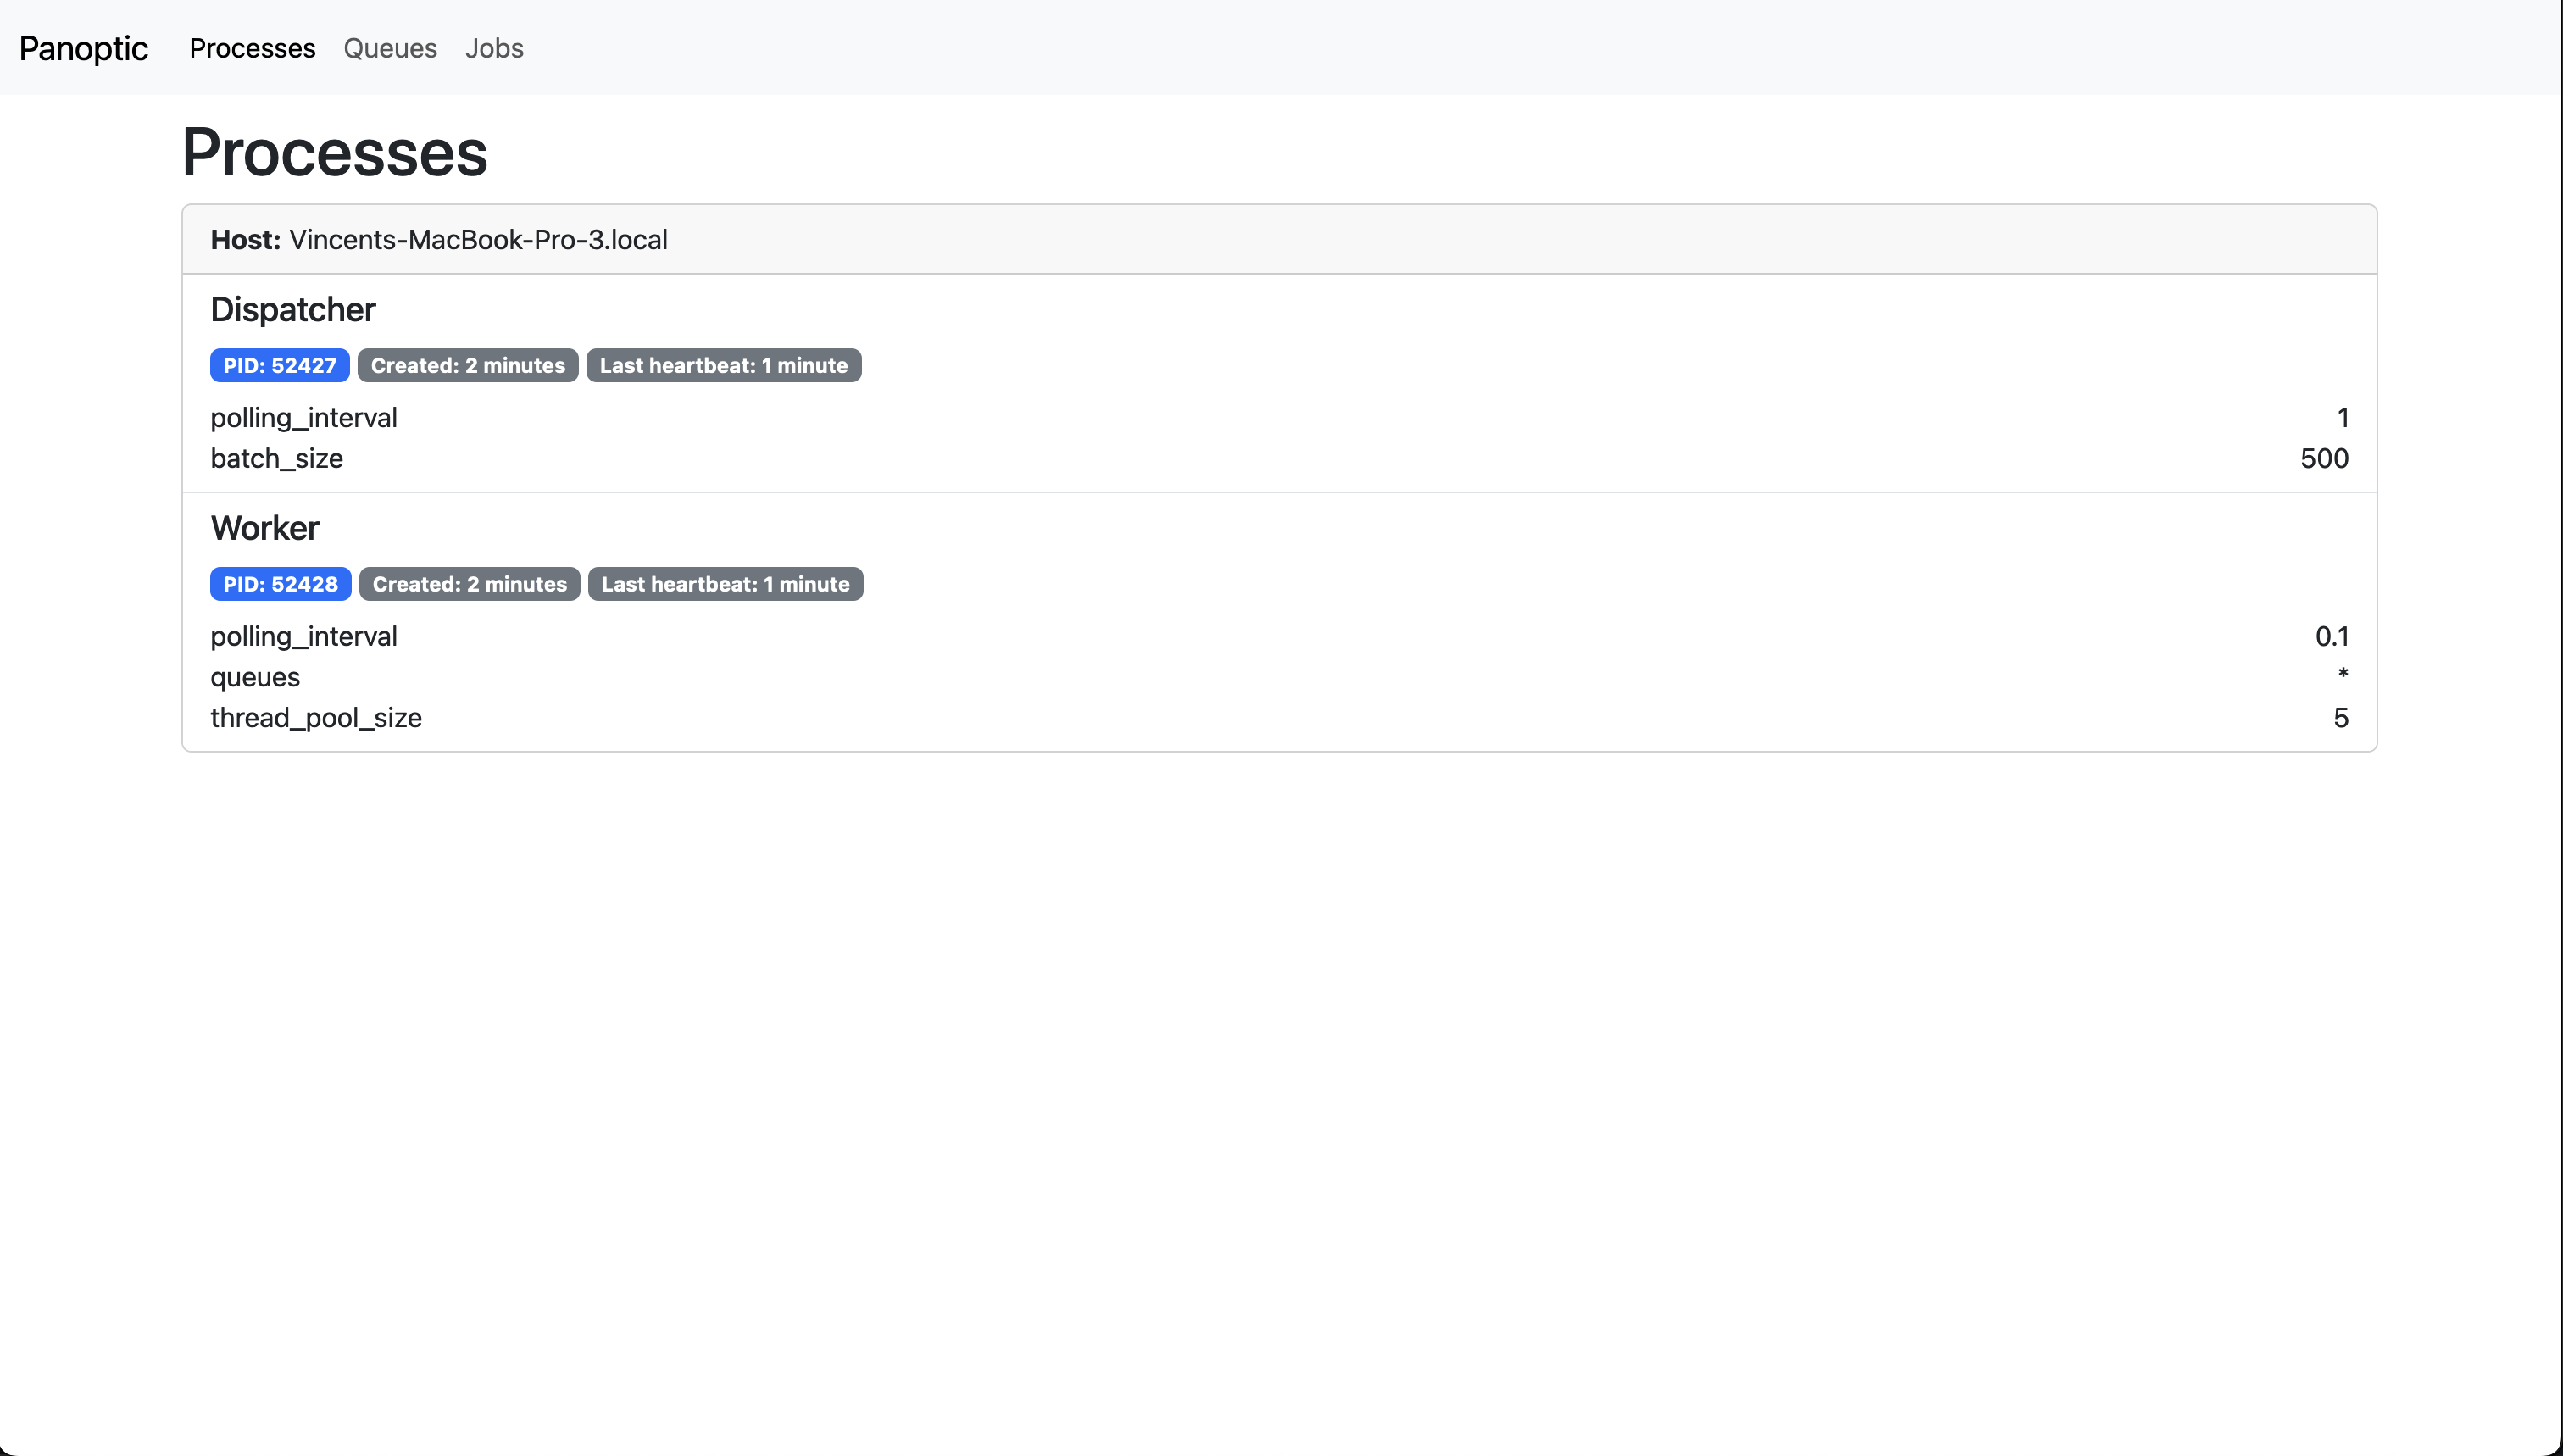 Panoptic Processes Queues Jobs
Processes
Host: Vincents-MacBook-Pro-3.local
Dispatcher
PID: 52427 Created: 2 minutes Last heartbeat: 1 minute
polling_interval 1
batch_size 500
Worker
PID: 52428 Created: 2 minutes Last heartbeat: 1 minute
polling_interval 0.1
queues *
thread_pool_size 5